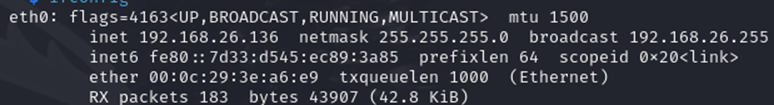 ifconfig
eth0: flags=4163<UP,BROADCAST,RUNNING,MULTICAST>  mtu 1500
        inet 192.168.26.136  netmask 255.255.255.0  broadcast 192.168.26.255
        inet6 fe80::7d33:d545:ec89:3a85  prefixlen 64  scopeid 0×20<link>
        ether 00:0c:29:3e:a6:e9  txqueuelen 1000  (Ethernet)
        RX packets 183  bytes 43907 (42.8 KiB)